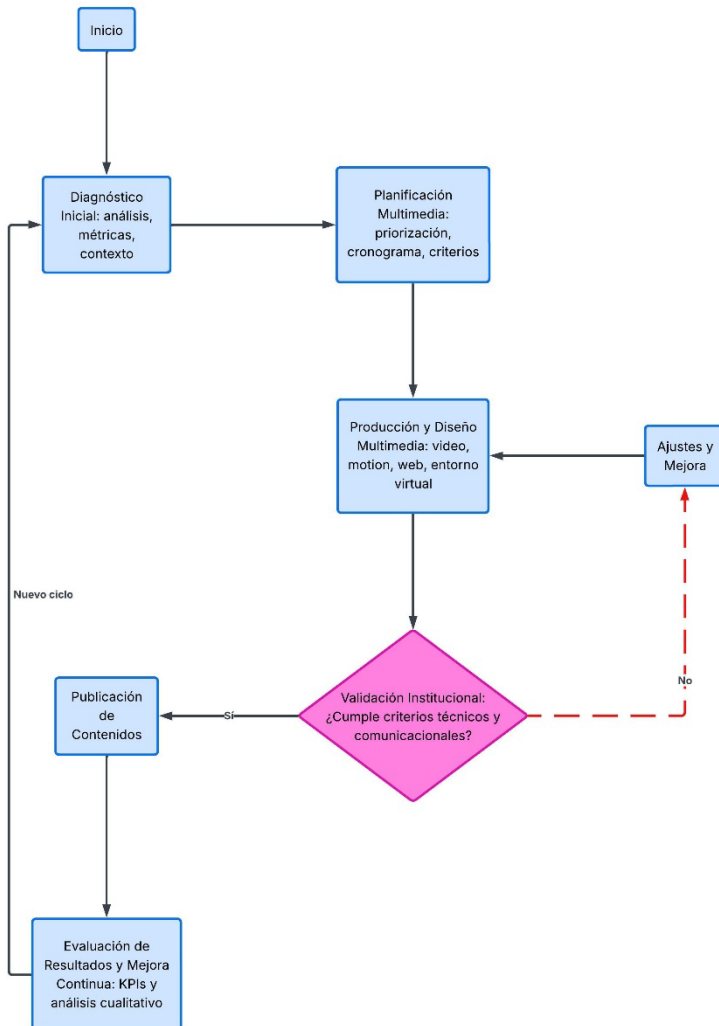 Inicio
Diagnóstico
Inicial: análisis,
métricas,
contexto
Planificación
Multimedia:
priorización,
cronograma, criterios
Producción y Diseño
Multimedia: video,
motion, web, entorno
virtual
Ajustes y
Mejora
Nuevo ciclo
Validación Institucional:
¿Cumple criterios técnicos y
comunicacionales?
No
Sí
Publicación
de
Contenidos
Evaluación de
Resultados y Mejora
Continua: KPIs y
análisis cualitativo